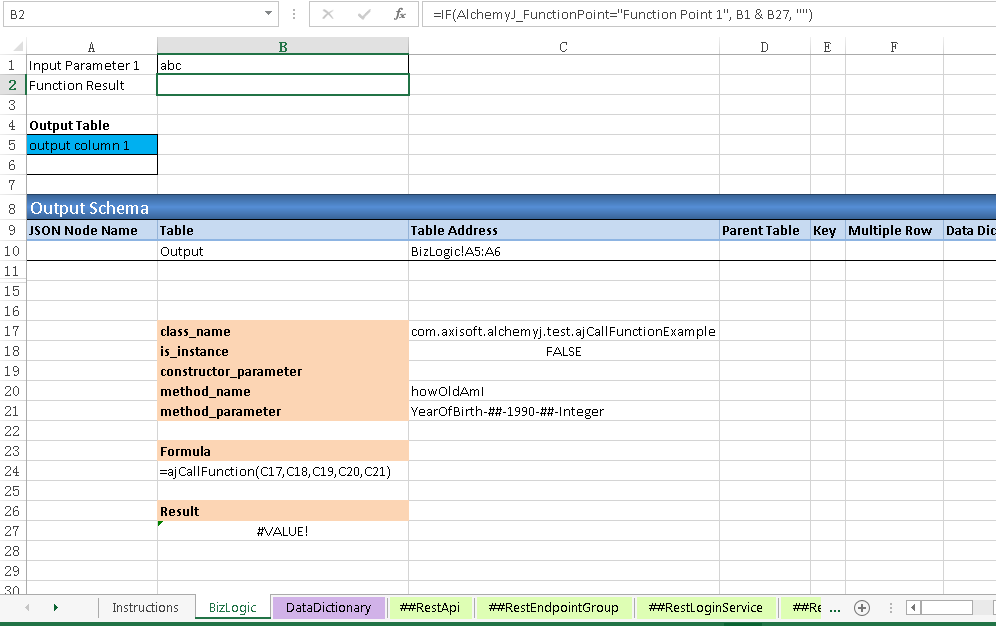 B2 fx =IF(AlchemyJ_FunctionPoint="Function Point 1", B1 & B27, "")
A B C D E F
1 Input Parameter 1 abc
2 Function Result
3
4 Output Table
5 output column 1
6
7
8 Output Schema
9 JSON Node Name Table Table Address Parent Table Key Multiple Row Data Dic
10 Output BizLogic!A5:A6
11
15
16
17 class_name com.axisoft.alchemyj.test.ajCallFunctionExample
18 is_instance FALSE
19 constructor_parameter
20 method_name howOldAmI
21 method_parameter YearOfBirth-##-1990-##-Integer
22
23 Formula
24 =ajCallFunction(C17,C18,C19,C20,C21)
25
26 Result
27 #VALUE!
28
29
30
Instructions BizLogic DataDictionary ##RestApi ##RestEndpointGroup ##RestLoginService ##Re ...